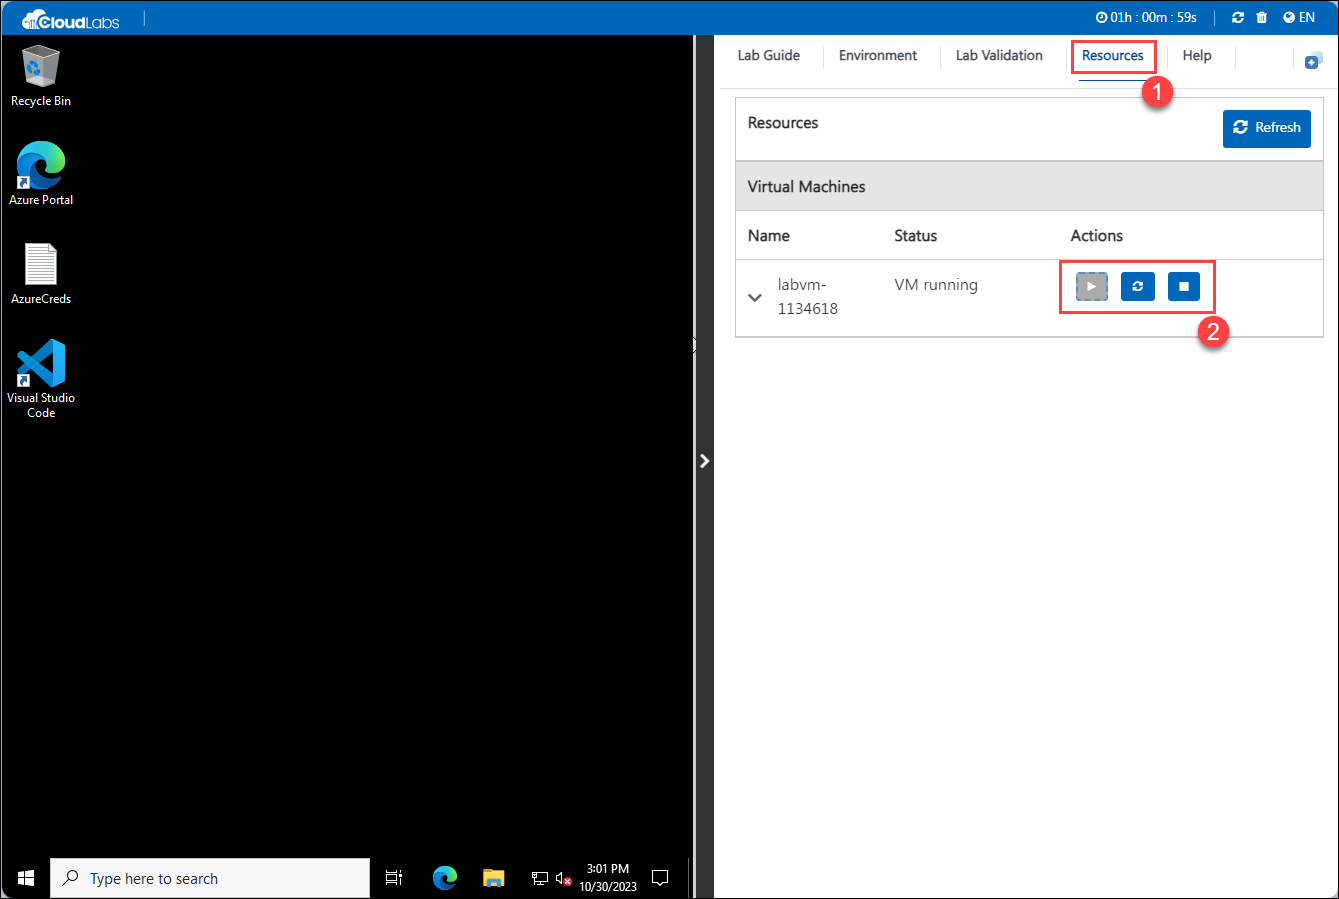 CloudLabs
01h : 00m : 59s
EN
Recycle Bin
Azure Portal
AzureCreds
Visual Studio
Code
Lab Guide
Environment
Lab Validation
Resources
Help
1
Resources
Refresh
Virtual Machines
Name
Status
Actions
labvm-
1134618
VM running
2
Type here to search
3:01 PM
10/30/2023